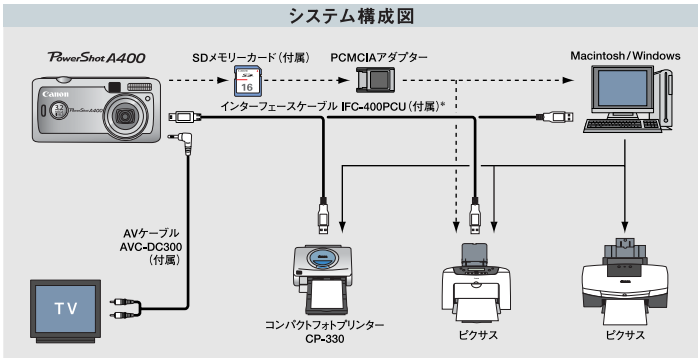 システム構成図
PowerShot A400
SDメモリーカード(付属)
PCMCIAアダプター
Macintosh/Windows
Canon
3.2
PowerShot A400
16
インターフェースケーブル IFC-400PCU(付属)*
AVケーブル
AVC-DC300
(付属)
TV
コンパクトフォトプリンター
CP-330
ピクサス
ピクサス